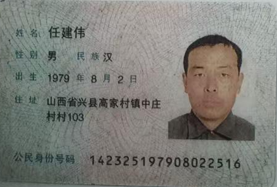 姓名 任建伟
性别 男 民族 汉
出生 1979 年 8 月 2 日
住址 山西省兴县高家村镇中庄
村村103
公民身份号码 142325197908022516